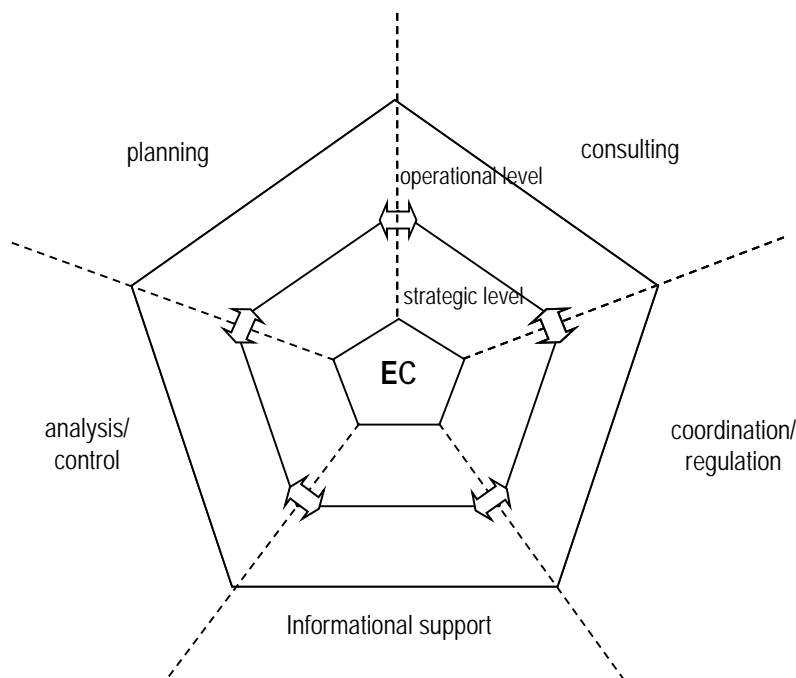 planning
consulting
operational level
strategic level
EC
analysis/
control
coordination/
regulation
Informational support